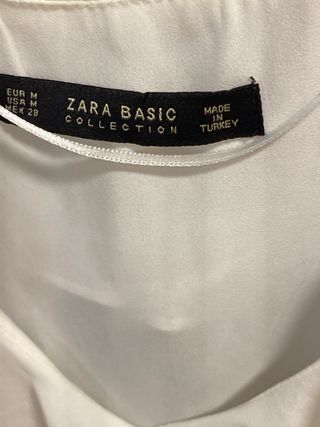 EUR M
USA M
MEX 28
ZARA BASIC
COLLECTION
MADE
IN
TURKEY